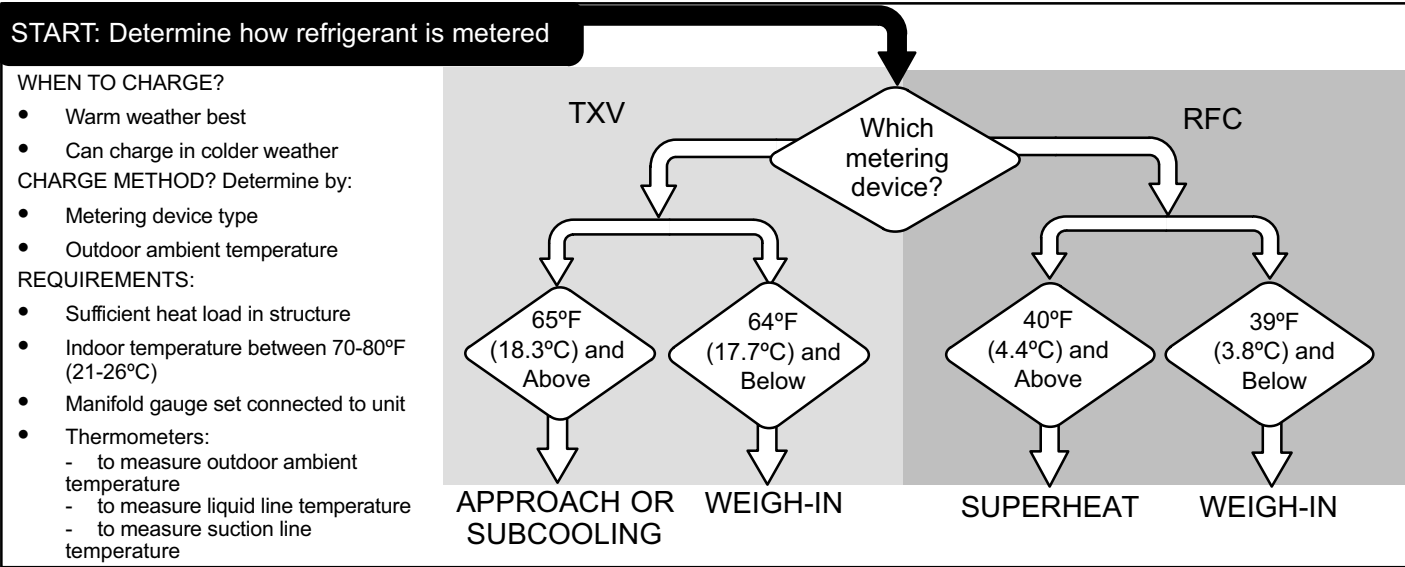 START: Determine how refrigerant is metered
WHEN TO CHARGE?
• Warm weather best
• Can charge in colder weather
CHARGE METHOD? Determine by:
• Metering device type
• Outdoor ambient temperature
REQUIREMENTS:
• Sufficient heat load in structure
• Indoor temperature between 70-80ºF
(21-26ºC)
• Manifold gauge set connected to unit
• Thermometers:
- to measure outdoor ambient
temperature
- to measure liquid line temperature
- to measure suction line
temperature
TXV
Which
metering
device?
RFC
65ºF
(18.3ºC) and
Above
64ºF
(17.7ºC) and
Below
40ºF
(4.4ºC) and
Above
39ºF
(3.8ºC) and
Below
APPROACH OR
SUBCOOLING
WEIGH-IN
SUPERHEAT
WEIGH-IN